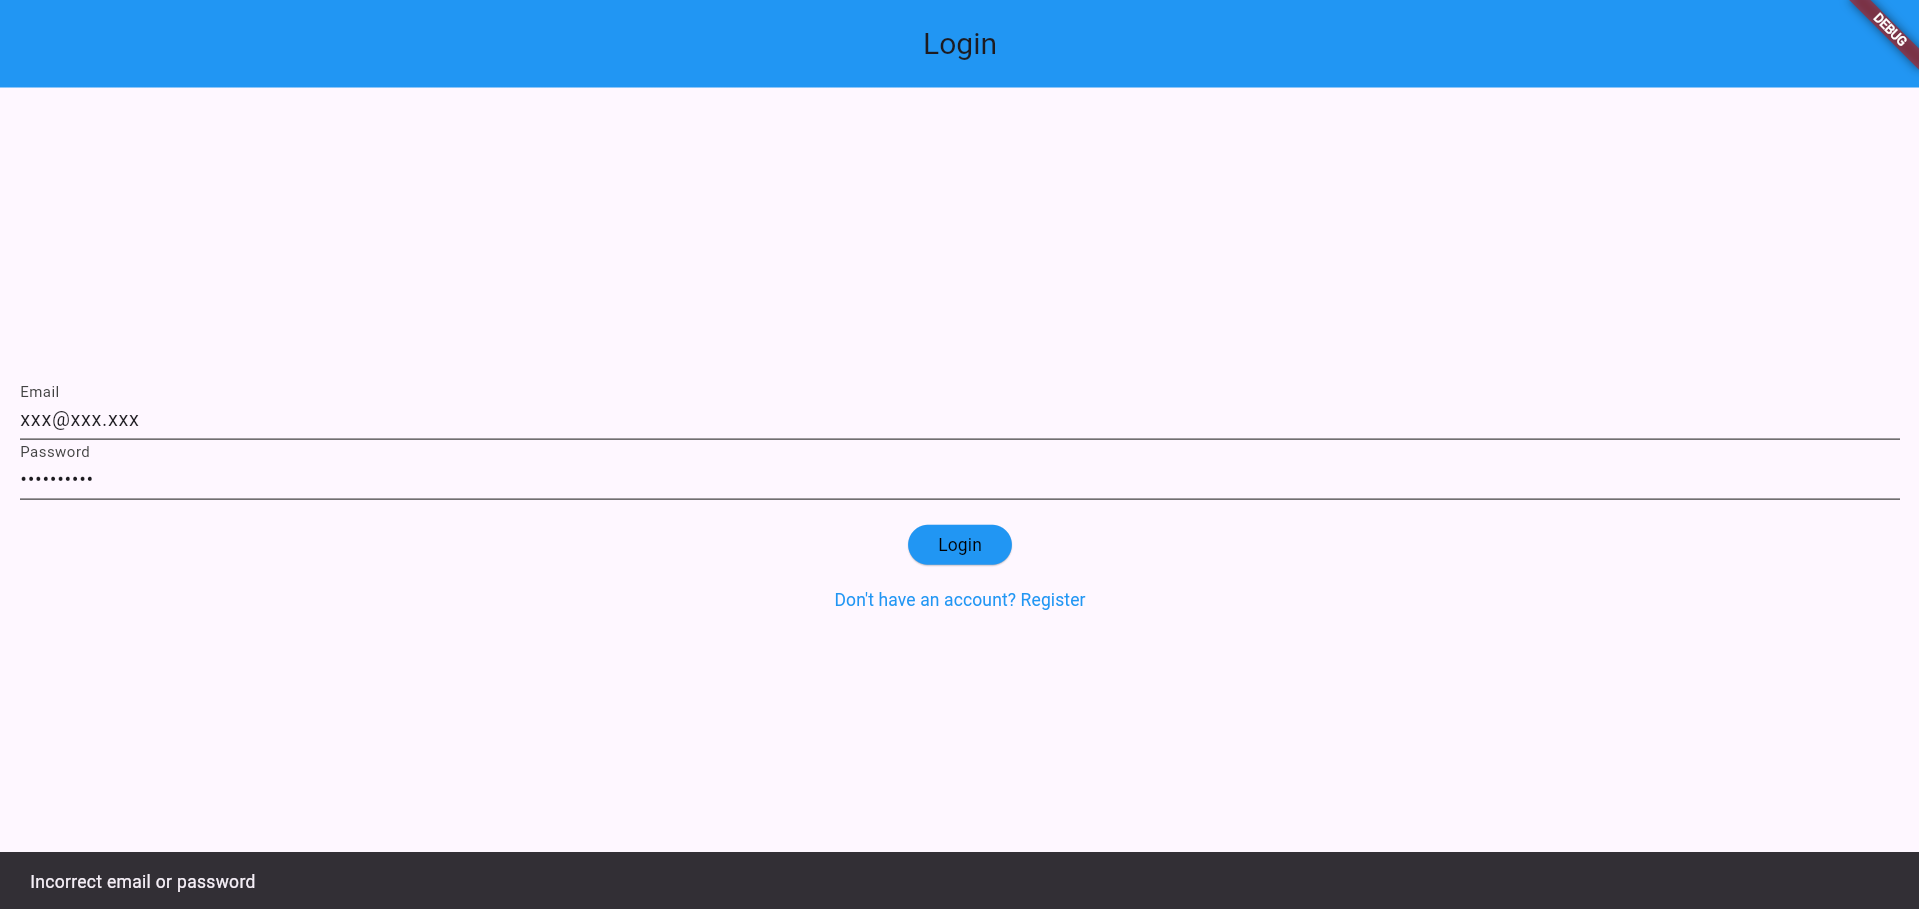 Login
DEBUG
Email
xxx@xxx.xxx
Password
••••••••••
Login
Don't have an account? Register
Incorrect email or password